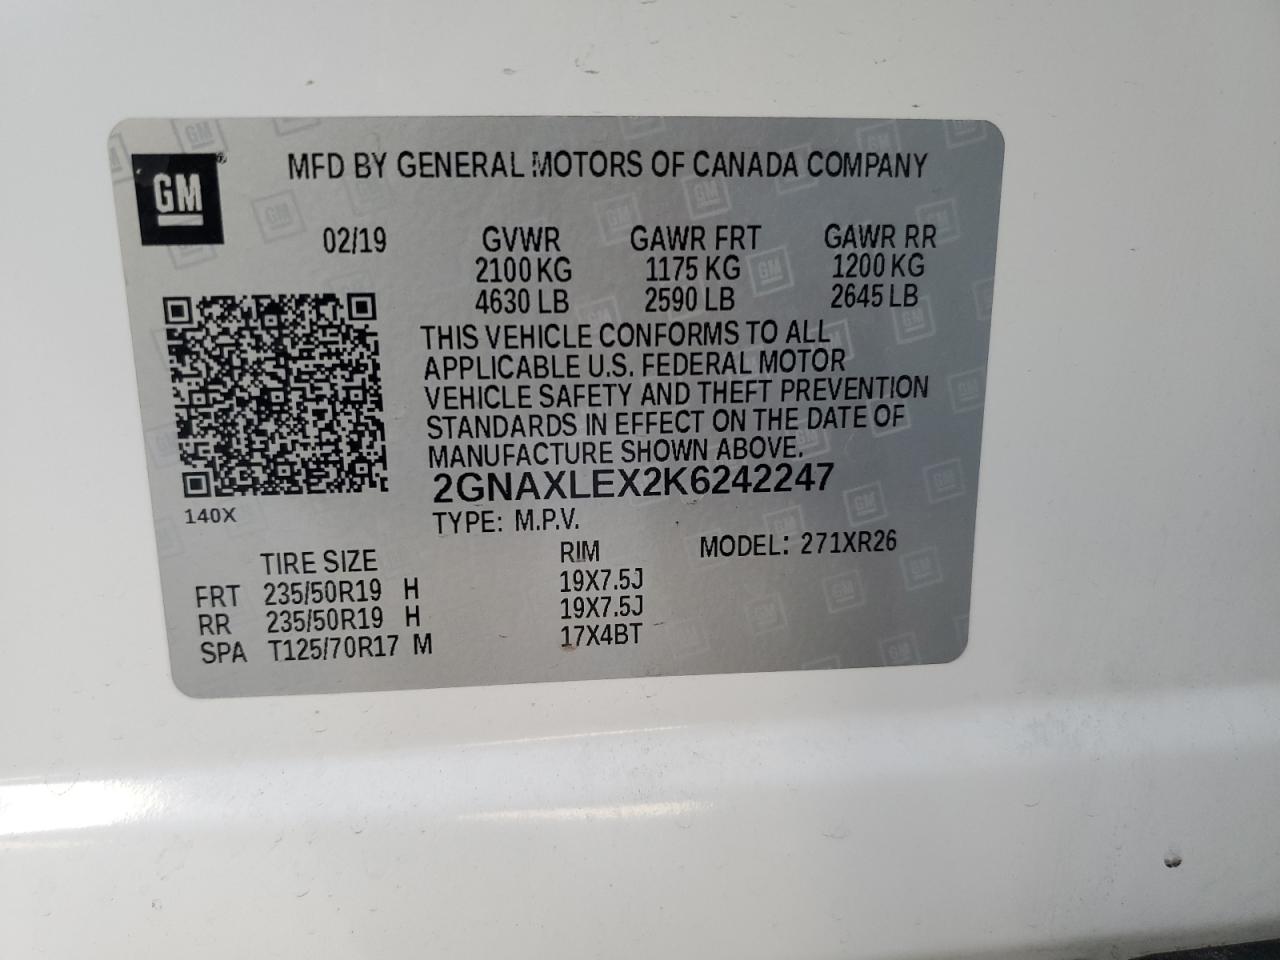 GM®
MFD BY GENERAL MOTORS OF CANADA COMPANY
02/19 GVWR GAWR FRT GAWR RR
2100 KG 1175 KG 1200 KG
4630 LB 2590 LB 2645 LB
THIS VEHICLE CONFORMS TO ALL
APPLICABLE U.S. FEDERAL MOTOR
VEHICLE SAFETY AND THEFT PREVENTION
STANDARDS IN EFFECT ON THE DATE OF
MANUFACTURE SHOWN ABOVE.
2GNAXLEX2K6242247
140X
TYPE: M.P.V.
TIRE SIZE RIM MODEL: 271XR26
FRT 235/50R19 H 19X7.5J
RR 235/50R19 H 19X7.5J
SPA T125/70R17 M 17X4BT